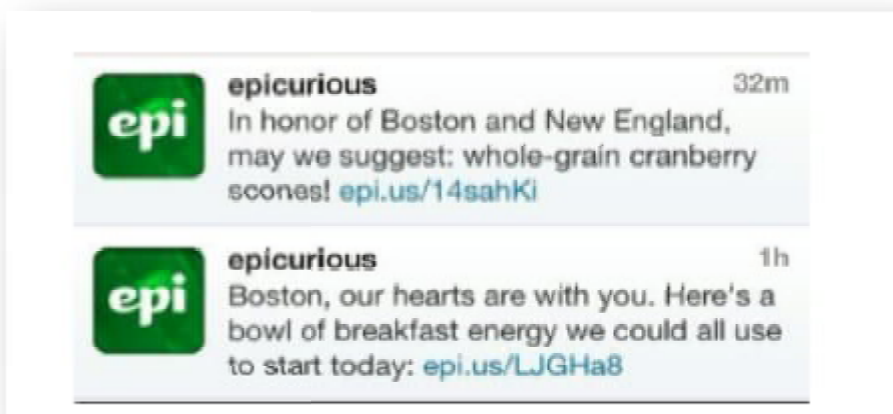 epi
epicurious 32m
In honor of Boston and New England,
may we suggest: whole-grain cranberry
scones! epi.us/14sahKi
epi
epicurious 1h
Boston, our hearts are with you. Here's a
bowl of breakfast energy we could all use
to start today: epi.us/LJGHa8